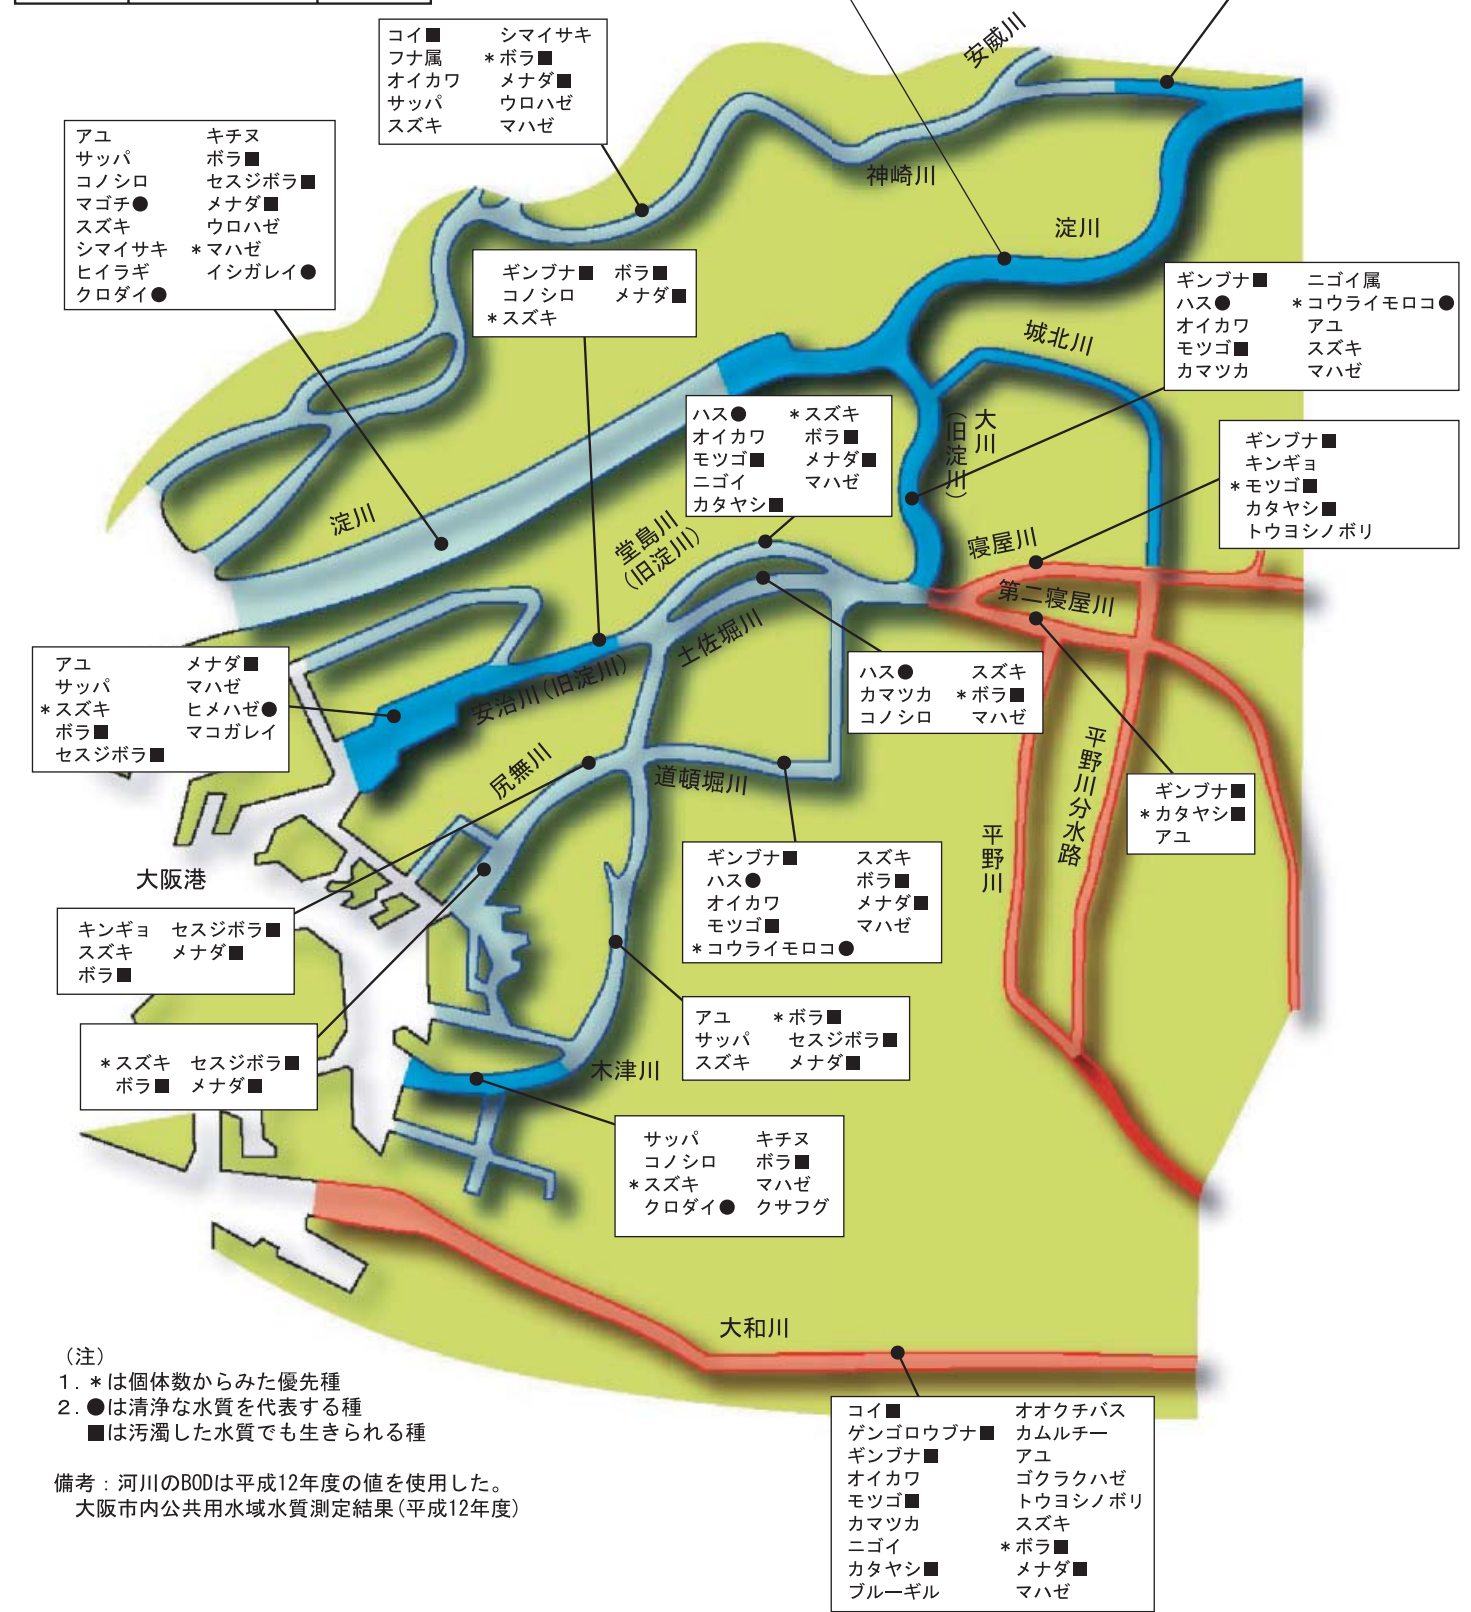 コイ■ シマイサキ
フナ属 *ボラ■
オイカワ メナダ■
サッパ ウロハゼ
スズキ マハゼ
安威川
アユ キチヌ
サッパ ボラ■
コノシロ セスジボラ■
マゴチ● メナダ■
スズキ ウロハゼ
シマイサキ *マハゼ
ヒイラギ イシガレイ●
クロダイ●
神崎川
淀川
ギンブナ■ ボラ■
コノシロ メナダ■
*スズキ
ギンブナ■ ニゴイ属
ハス● *コウライモロコ●
オイカワ アユ
モツゴ■ スズキ
カマツカ マハゼ
城北川
大川
(旧淀川)
ハス● *スズキ
オイカワ ボラ■
モツゴ■ メナダ■
ニゴイ マハゼ
カタヤシ■
ギンブナ■
キンギョ
*モツゴ■
カタヤシ■
トウヨシノボリ
淀川
堂島川
(旧淀川)
寝屋川
第二寝屋川
土佐堀川
アユ メナダ■
サッパ マハゼ
*スズキ ヒメハゼ●
ボラ■ マコガレイ
セスジボラ■
安治川(旧淀川)
ハス● スズキ
カマツカ *ボラ■
コノシロ マハゼ
尻無川
道頓堀川
平野川分水路
平野川
ギンブナ■
*カタヤシ■
アユ
大阪港
ギンブナ■ スズキ
ハス● ボラ■
オイカワ メナダ■
モツゴ■ マハゼ
*コウライモロコ●
キンギョ セスジボラ■
スズキ メナダ■
ボラ■
アユ *ボラ■
サッパ セスジボラ■
スズキ メナダ■
*スズキ セスジボラ■
ボラ■ メナダ■
木津川
サッパ キチヌ
コノシロ ボラ■
*スズキ マハゼ
クロダイ● クサフグ
大和川
(注)
1.*は個体数からみた優先種
2.●は清浄な水質を代表する種
■は汚濁した水質でも生きられる種
備考:河川のBODは平成12年度の値を使用した。
大阪市内公共用水域水質測定結果(平成12年度)
コイ■ オオクチバス
ゲンゴロウブナ■ カムルチー
ギンブナ■ アユ
オイカワ ゴクラクハゼ
モツゴ■ トウヨシノボリ
カマツカ スズキ
ニゴイ *ボラ■
カタヤシ■ メナダ■
ブルーギル マハゼ